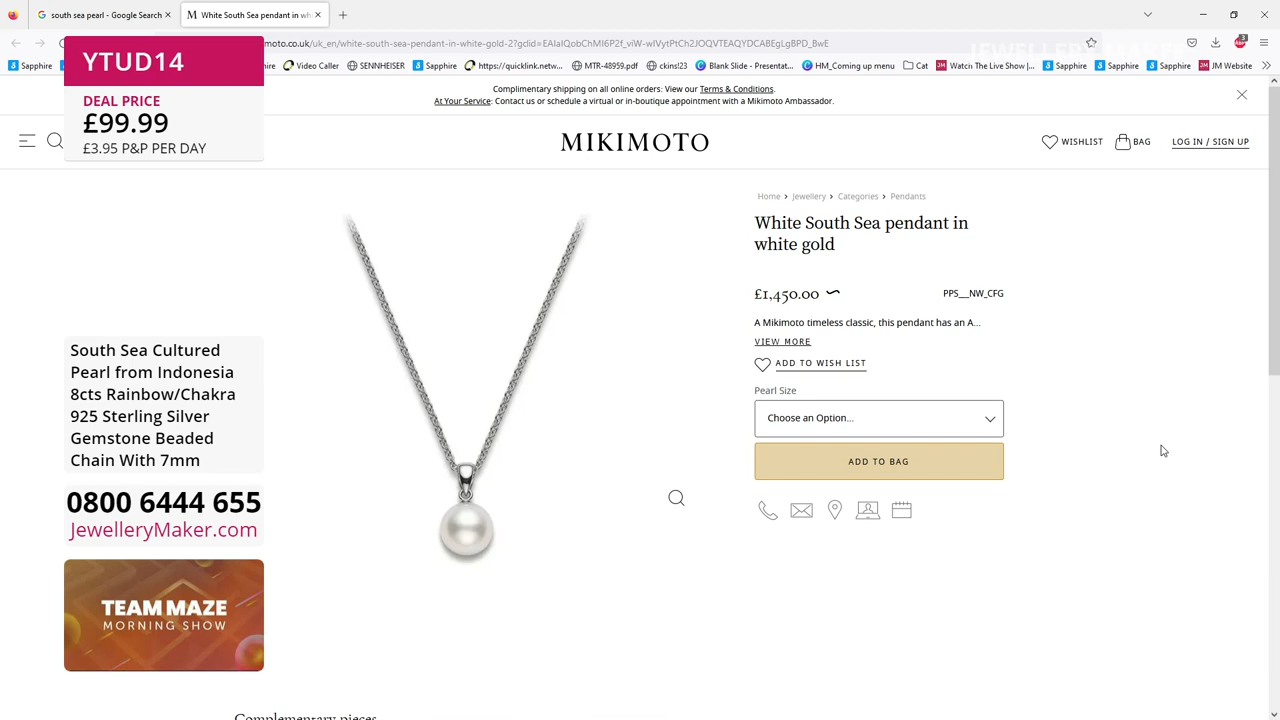 south sea pearl - Google Search
M White South Sea pendant in wh
moto.co.uk/uk_en/white-south-sea-pendant-in-white-gold-2?gclid=EAIaIQobChMI6P2f_viW-wIVytPtCh2JOQVTEAQYDCABEgLgBPD_BwE
JEWELLERYMAKER
Sapphire
Video Caller
SENNHEISER
Sapphire
https://quicklink.netw...
MTR-48959.pdf
ckins13
Blank Slide - Presentat...
HM_Coming up menu
Cat
Watch The Live Show |...
Sapphire
Sapphire
Sapphire
JM Website
YTUD14
DEAL PRICE
£99.99
£3.95 P&P PER DAY
Complimentary shipping on all online orders: View our Terms & Conditions.
At Your Service: Contact us or schedule a virtual or in-boutique appointment with a Mikimoto Ambassador.
MIKIMOTO
WISHLIST
BAG
LOG IN / SIGN UP
Home > Jewellery > Categories > Pendants
White South Sea pendant in
white gold
£1,450.00
PPS__NW_CFG
A Mikimoto timeless classic, this pendant has an A...
VIEW MORE
ADD TO WISH LIST
Pearl Size
Choose an Option...
ADD TO BAG
South Sea Cultured
Pearl from Indonesia
8cts Rainbow/Chakra
925 Sterling Silver
Gemstone Beaded
Chain With 7mm
0800 6444 655
JewelleryMaker.com
TEAM MAZE
MORNING SHOW
Complementary pieces